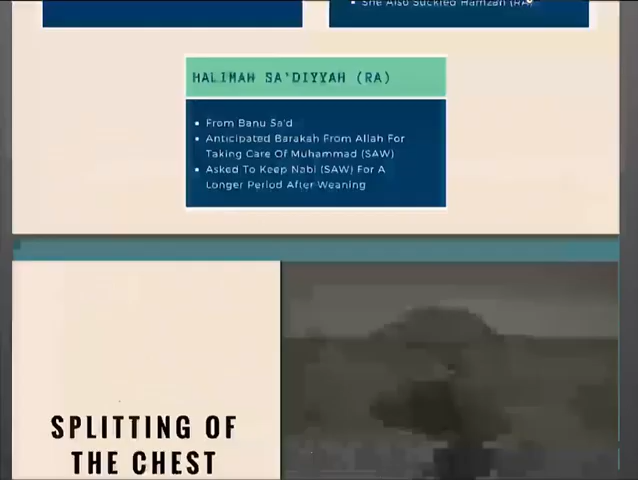 She Also Suckled Hamzah (RA)
HALIMAH SA'DIYYAH (RA)
From Banu Sa'd
Anticipated Barakah From Allah For
Taking Care Of Muhammad (SAW)
Asked To Keep Nabi (SAW) For A
Longer Period After Weaning
SPLITTING OF
THE CHEST